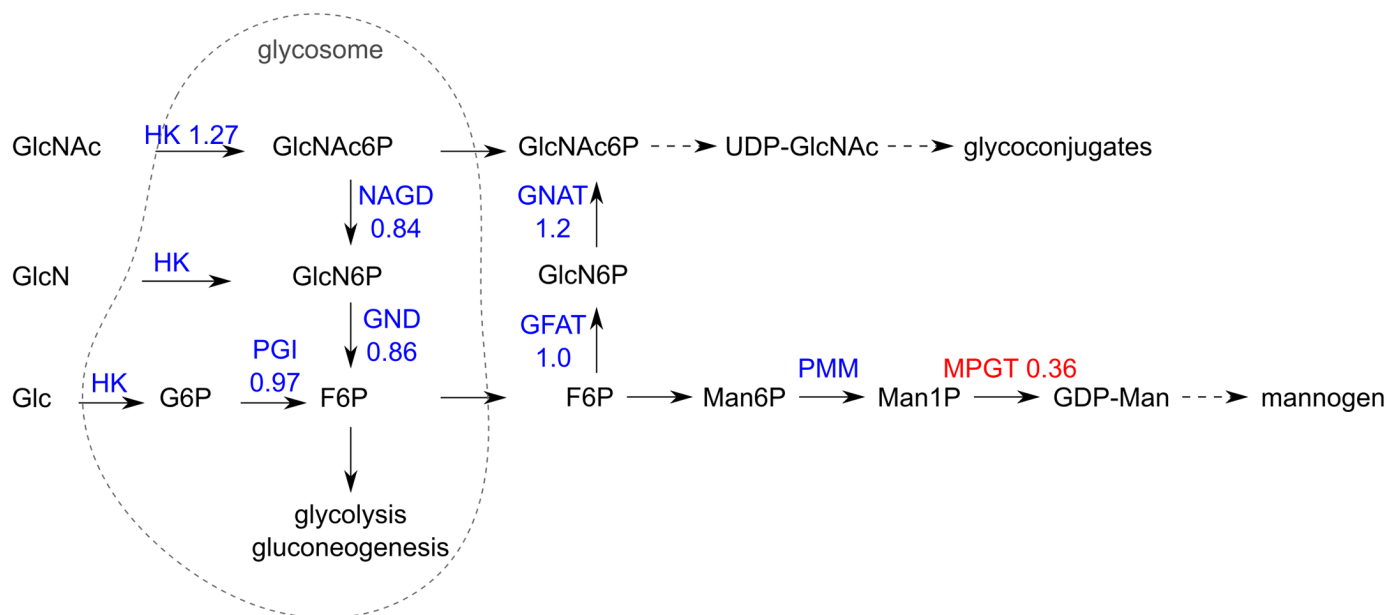 glycosome
GlcNAc HK 1.27 GlcNAc6P GlcNAc6P UDP-GlcNAc glycoconjugates
NAGD GNAT
0.84 1.2
GlcN HK GlcN6P GlcN6P
GND GFAT
0.86 1.0
PGI PMM MPGT 0.36
0.97
Glc HK G6P F6P F6P Man6P Man1P GDP-Man mannogen
glycolysis
gluconeogenesis